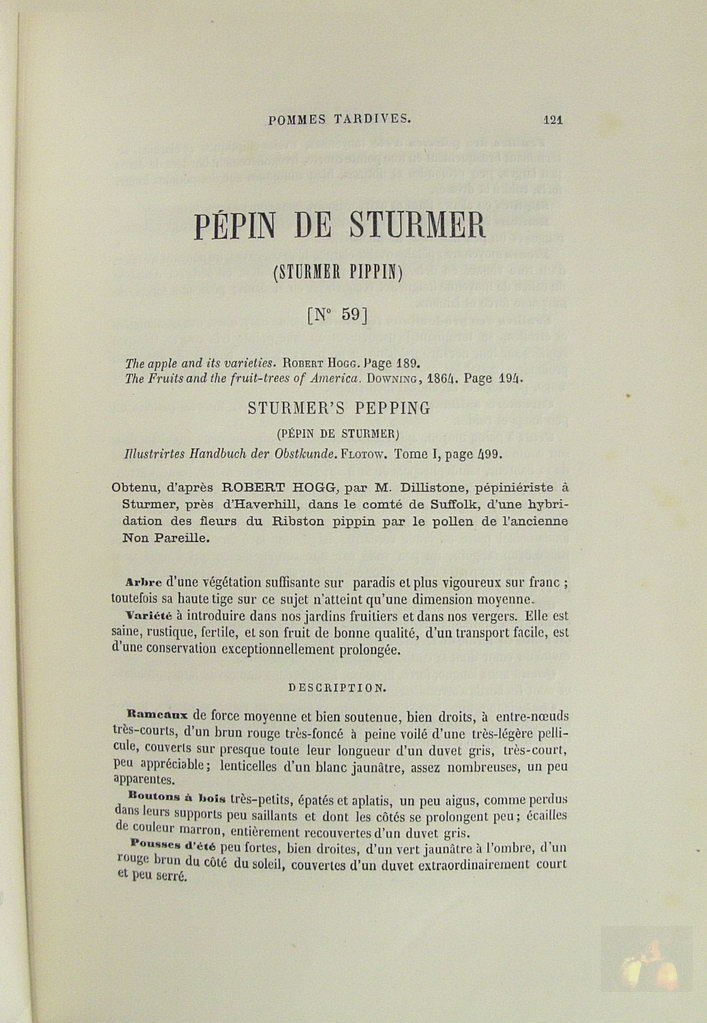 POMMES TARDIVES. 121
PÉPIN DE STURMER
(STURMER PIPPIN)
[N° 59]
The apple and its varieties. ROBERT HOGG. Page 189.
The Fruits and the fruit-trees of America. DOWNING, 1864. Page 194.
STURMER'S PEPPING
(PÉPIN DE STURMER)
Illustrirtes Handbuch der Obstkunde. FLOTOW. Tome I, page 499.
Obtenu, d'après ROBERT HOGG, par M. Dillistone, pépiniériste à
Sturmer, près d'Haverhill, dans le comté de Suffolk, d'une hybri-
dation des fleurs du Ribston pippin par le pollen de l'ancienne
Non Pareille.
Arbre d'une végétation suffisante sur paradis et plus vigoureux sur franc ;
toutefois sa haute tige sur ce sujet n'atteint qu'une dimension moyenne.
Variété à introduire dans nos jardins fruitiers et dans nos vergers. Elle est
saine, rustique, fertile, et son fruit de bonne qualité, d'un transport facile, est
d'une conservation exceptionnellement prolongée.
DESCRIPTION.
Rameaux de force moyenne et bien soutenue, bien droits, à entre-nœuds
très-courts, d'un brun rouge très-foncé à peine voilé d'une très-légère pelli-
cule, couverts sur presque toute leur longueur d'un duvet gris, très-court,
peu appréciable ; lenticelles d'un blanc jaunâtre, assez nombreuses, un peu
apparentes.
Boutons à bois très-petits, épatés et aplatis, un peu aigus, comme perdus
dans leurs supports peu saillants et dont les côtés se prolongent peu ; écailles
de couleur marron, entièrement recouvertes d'un duvet gris.
Pousses d'été peu fortes, bien droites, d'un vert jaunâtre à l'ombre, d'un
rouge brun du côté du soleil, couvertes d'un duvet extraordinairement court
et peu serré.